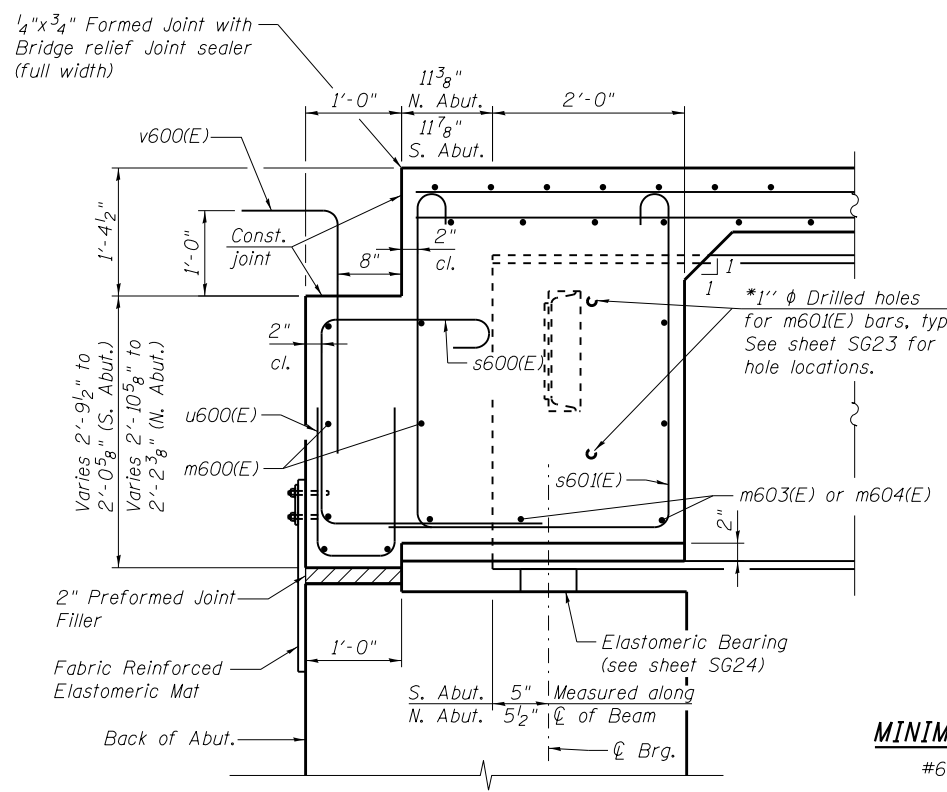 1/4"x3/4" Formed Joint with
Bridge relief Joint sealer
(full width)
1'-0"
11 3/8"
N. Abut.
11 7/8"
S. Abut.
2'-0"
v600(E)
1'-4 1/2"
1'-0"
Const.
joint
8"
2"
cl.
1
1
*1" ϕ Drilled holes
for m601(E) bars, typ
See sheet SG23 for
hole locations.
2"
cl.
s600(E)
Varies 2'-9 1/2" to
2'-0 5/8" (S. Abut.)
Varies 2'-10 5/8" to
2'-2 3/8" (N. Abut.)
u600(E)
m600(E)
s601(E)
m603(E) or m604(E)
2"
2" Preformed Joint
Filler
Fabric Reinforced
Elastomeric Mat
1'-0"
Elastomeric Bearing
(see sheet SG24)
S. Abut.
N. Abut.
5"
5 1/2"
Measured along
℄ of Beam
Back of Abut.
℄ Brg.
MINIM
#6